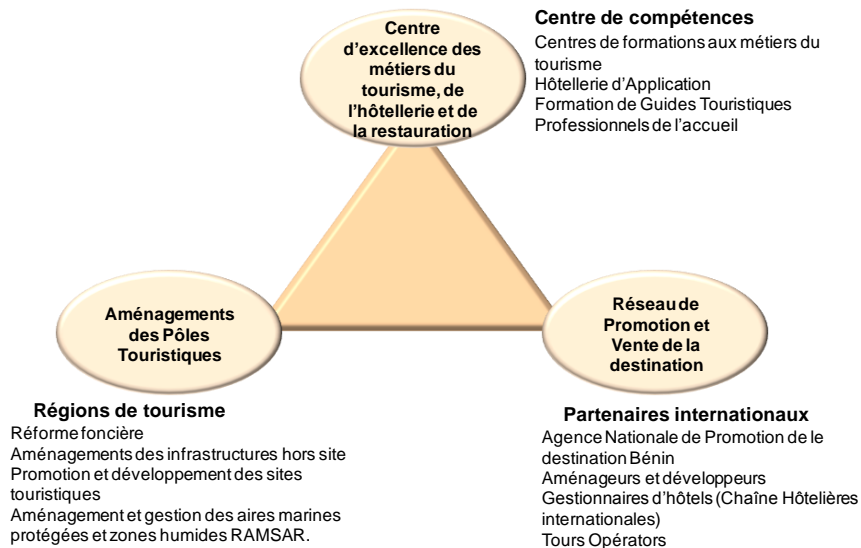 Centre
d'excellence des
métiers du
tourisme, de
l'hôtellerie et de
la restauration
Centre de compétences
Centres de formations aux métiers du
tourisme
Hôtellerie d'Application
Formation de Guides Touristiques
Professionnels de l'accueil
Aménagements
des Pôles
Touristiques
Réseau de
Promotion et
Vente de la
destination
Régions de tourisme
Réforme foncière
Aménagements des infrastructures hors site
Promotion et développement des sites
touristiques
Aménagement et gestion des aires marines
protégées et zones humides RAMSAR.
Partenaires internationaux
Agence Nationale de Promotion de le
destination Bénin
Aménageurs et développeurs
Gestionnaires d'hôtels (Chaîne Hôtelières
internationales)
Tours Opérators